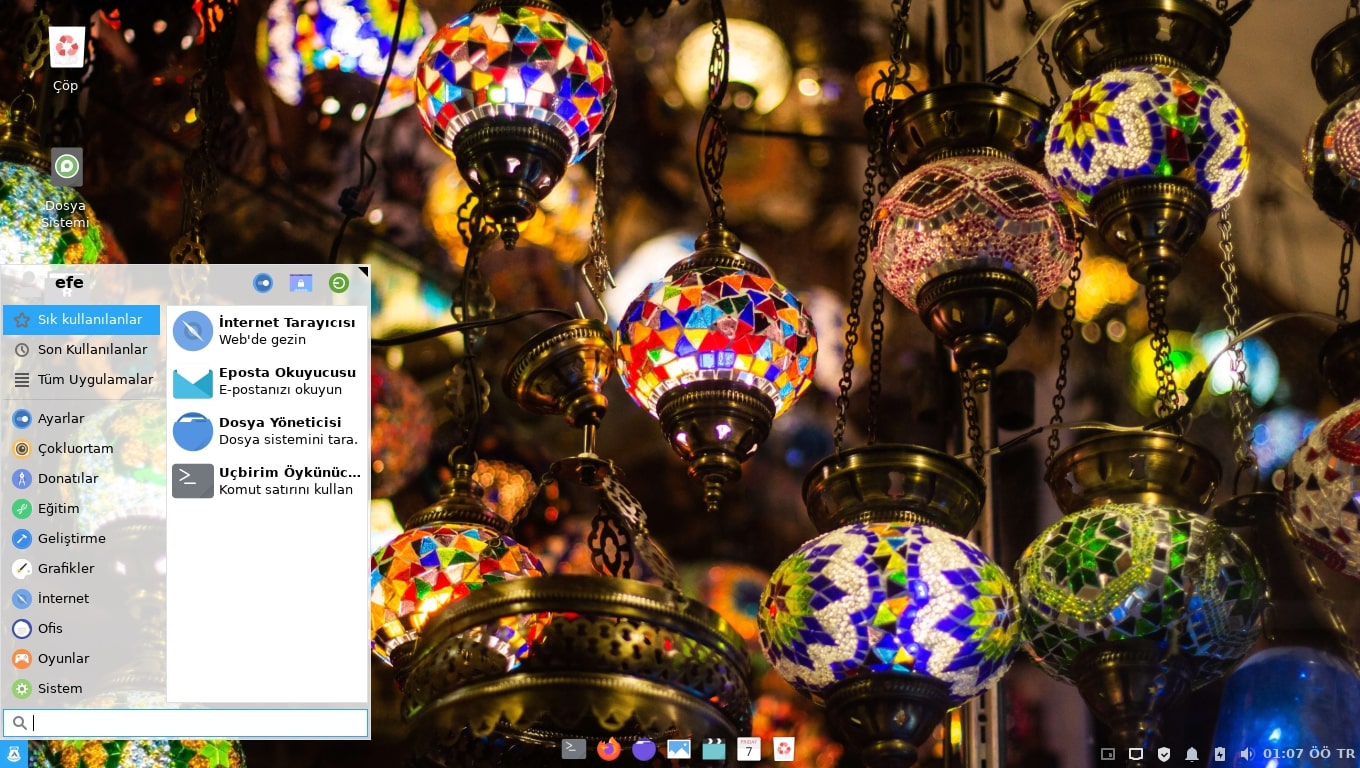 Çöp
Dosya
Sistemi
efe
Sık kullanılanlar
Son Kullanılanlar
Tüm Uygulamalar
Ayarlar
Çokluortam
Donatılar
Eğitim
Geliştirme
Grafikler
İnternet
Ofis
Oyunlar
Sistem
İnternet Tarayıcısı
Web'de gezin
Eposta Okuyucusu
E-postanızı okuyun
Dosya Yöneticisi
Dosya sistemini tara.
Uçbirim Öykünüc...
Komut satırını kullan
FRIDAY
7
01:07 ÖÖ TR